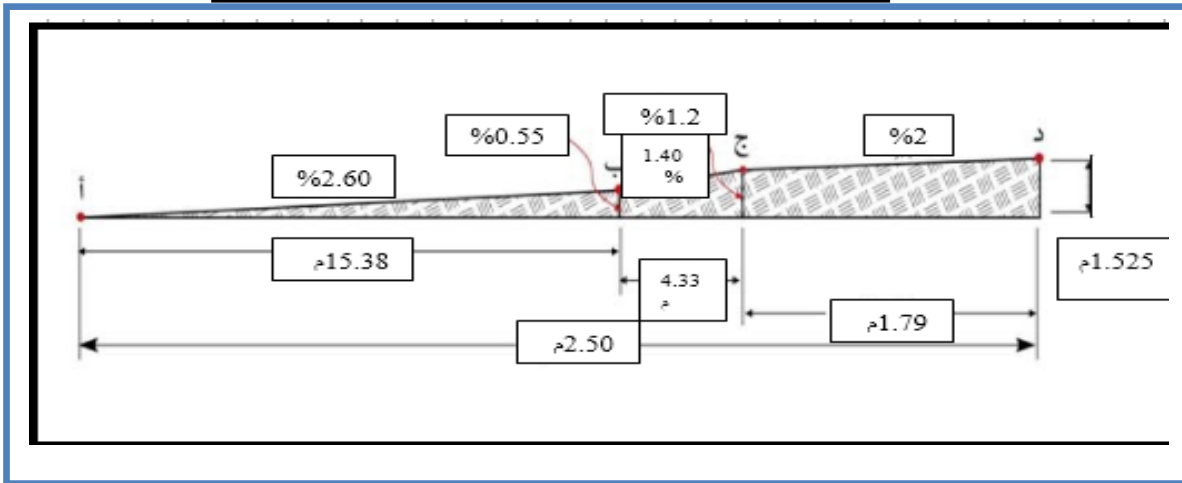 %1.2
%0.55
1.40
%
%2
%2.60
أ
ب
ج
د
15.38م
4.33
م
1.79م
1.525م
2.50م